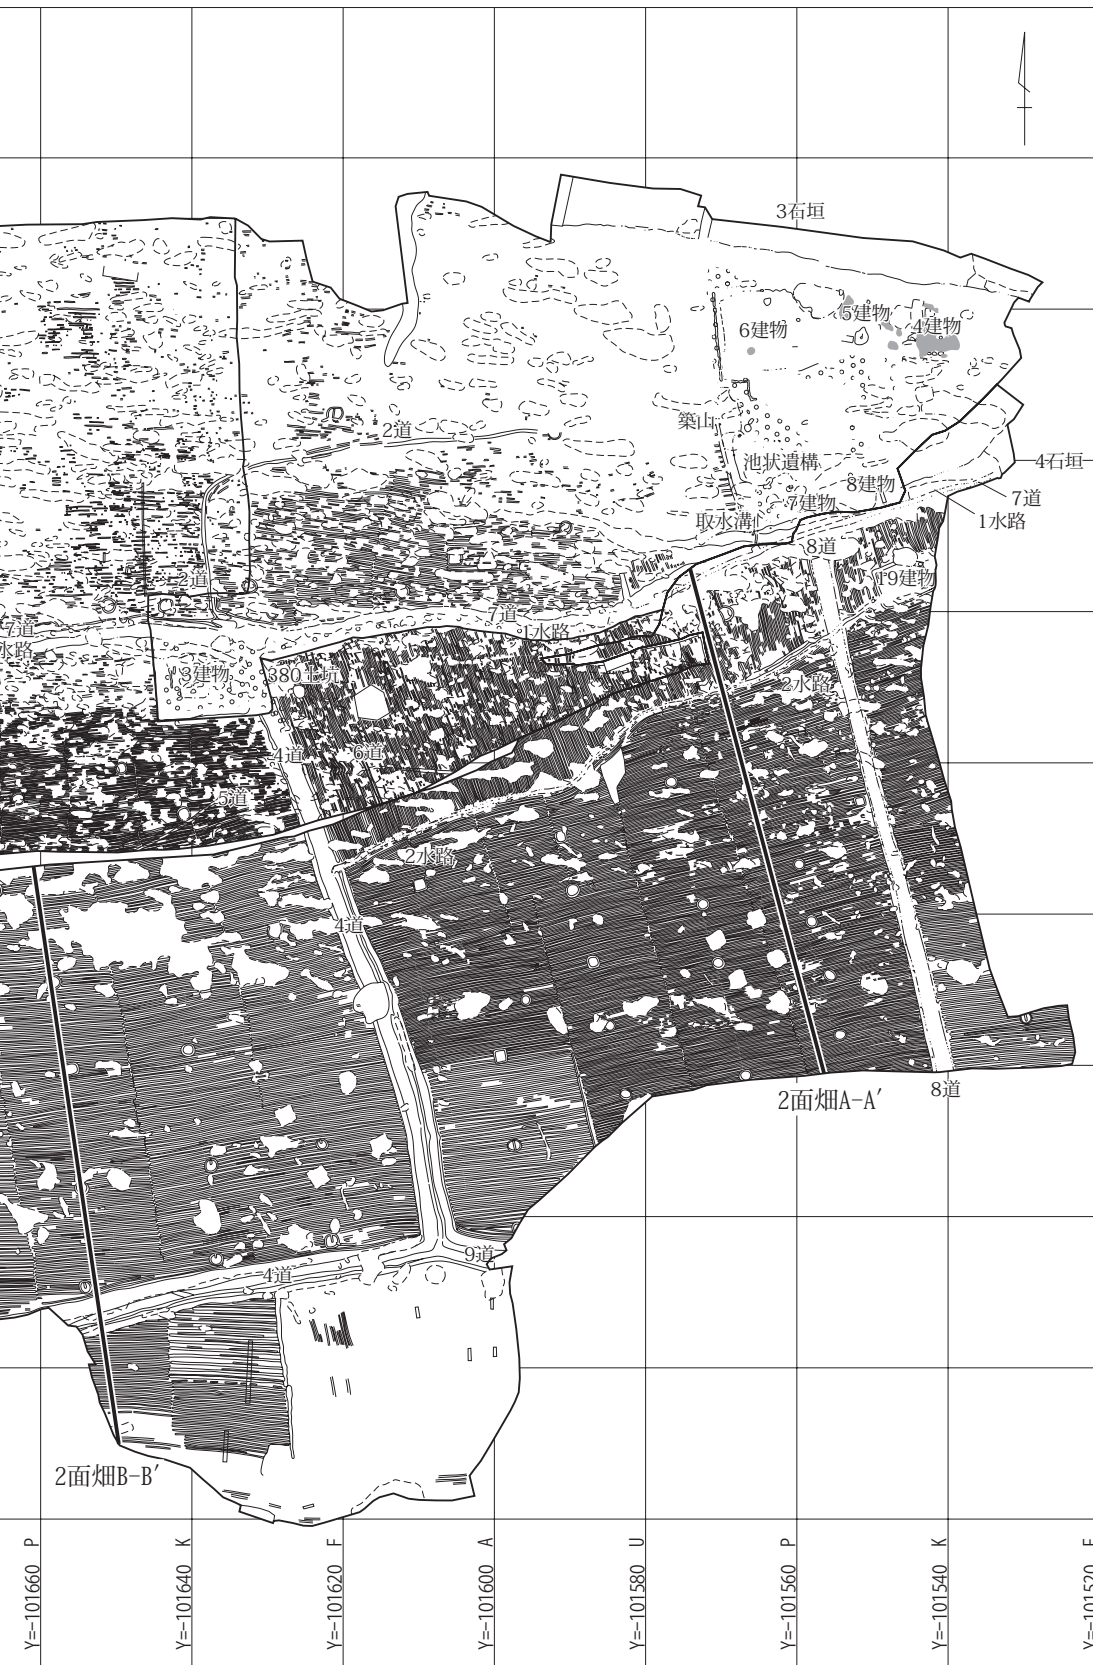 3石垣
5建物
4建物
6建物
2道
築山
池状遺構
4石垣
8建物
7道
7建物
1水路
取水溝
8道
19建物
2道
7道
7道
1水路
水路
3建物
380土坑
2水路
4道
6道
5道
2水路
4道
2面畑A-A′
8道
9道
4道
2面畑B-B′
Y=-101660 P
Y=-101640 K
Y=-101620 F
Y=-101600 A
Y=-101580 U
Y=-101560 P
Y=-101540 K
Y=-101520 F